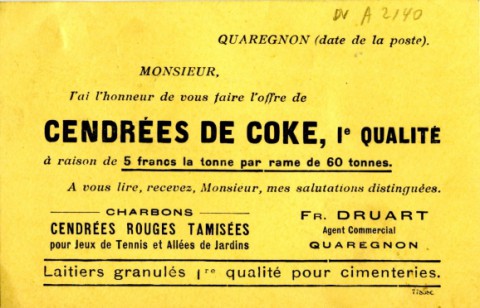 DV A 2140
QUAREGNON (date de la poste).
MONSIEUR,
J'ai l'honneur de vous faire l'offre de
CENDRÉES DE COKE, 1e QUALITÉ
à raison de 5 francs la tonne par rame de 60 tonnes.
A vous lire, recevez, Monsieur, mes salutations distinguées.
CHARBONS
CENDRÉES ROUGES TAMISÉES
pour Jeux de Tennis et Allées de Jardins
FR. DRUART
Agent Commercial
QUAREGNON
Laitiers granulés 1re qualité pour cimenteries.